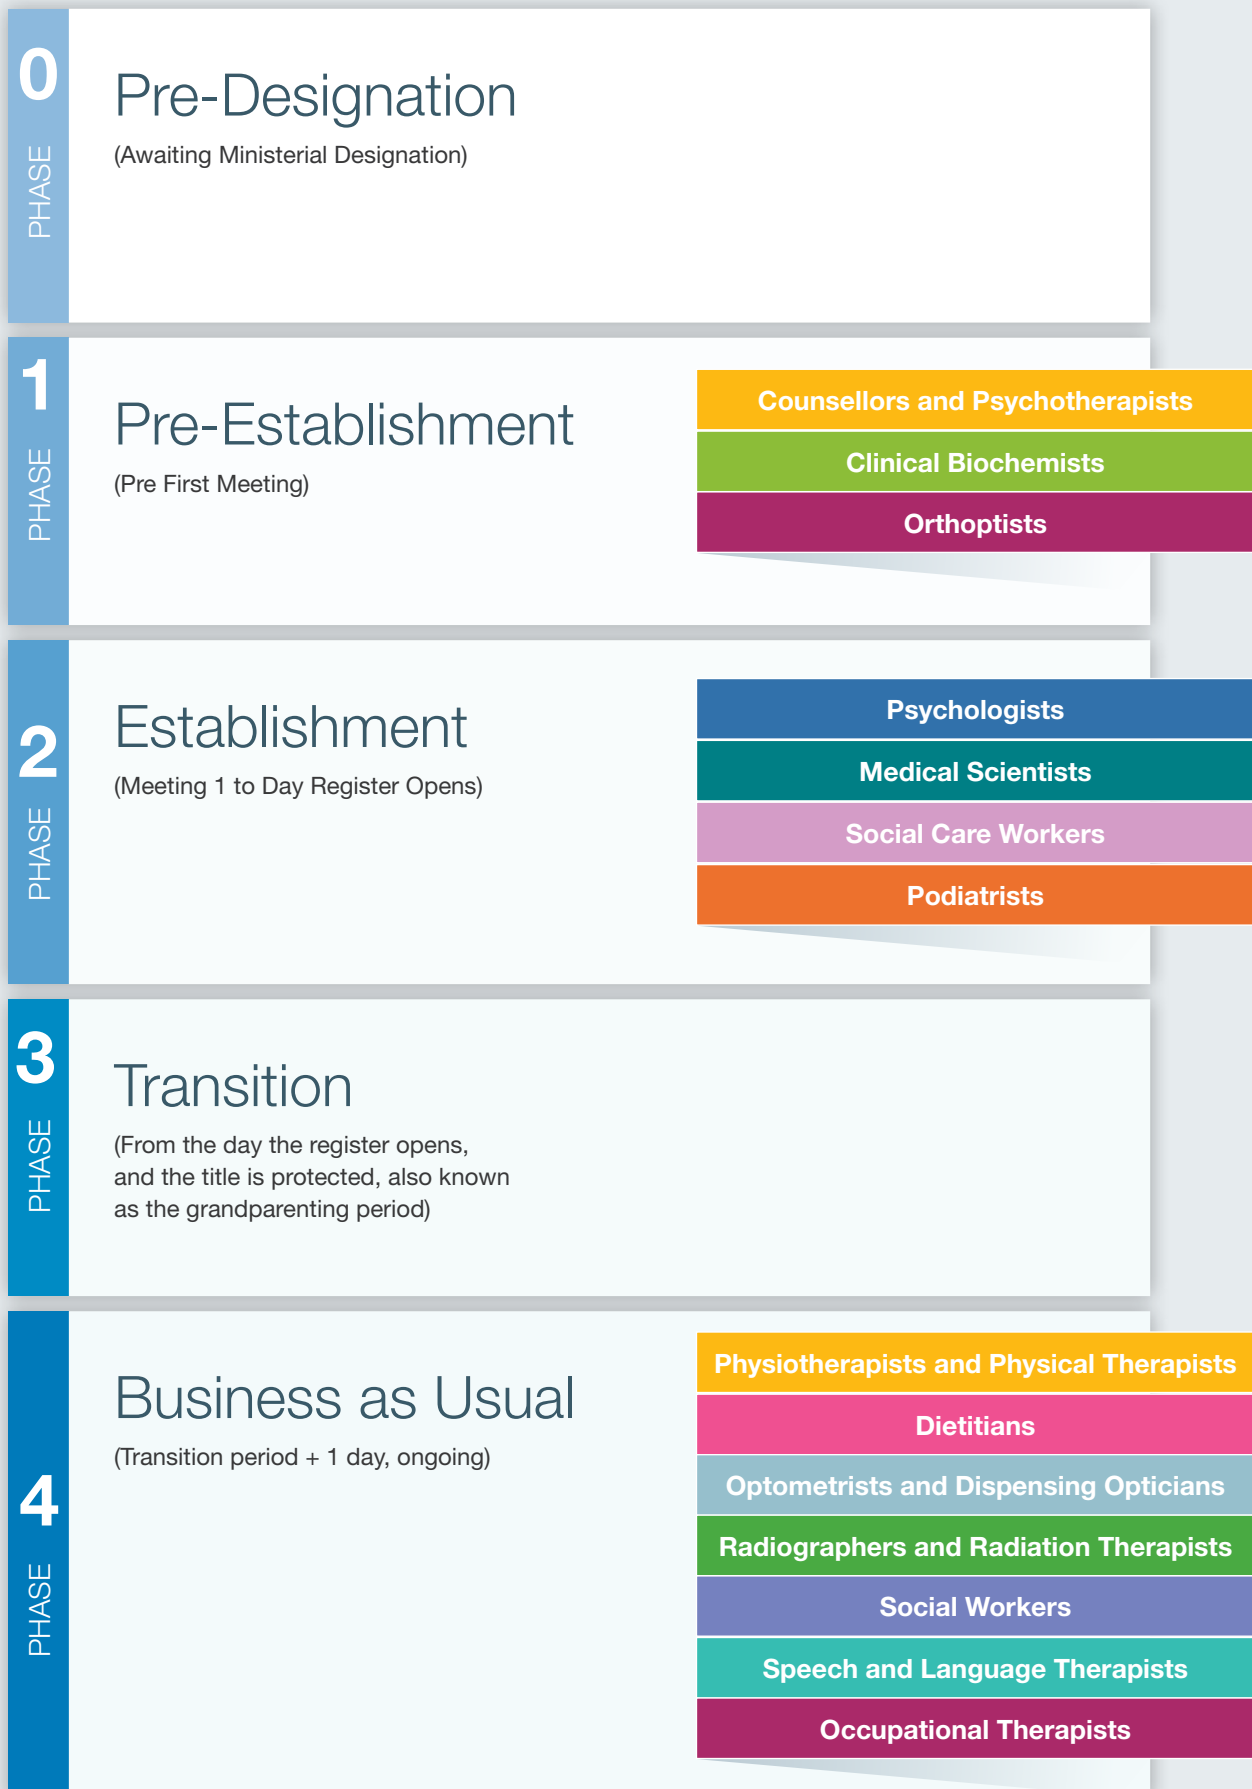 0
PHASE
Pre-Designation
(Awaiting Ministerial Designation)
1
PHASE
Pre-Establishment
(Pre First Meeting)
Counsellors and Psychotherapists
Clinical Biochemists
Orthoptists
2
PHASE
Establishment
(Meeting 1 to Day Register Opens)
Psychologists
Medical Scientists
Social Care Workers
Podiatrists
3
PHASE
Transition
(From the day the register opens,
and the title is protected, also known
as the grandparenting period)
4
PHASE
Business as Usual
(Transition period + 1 day, ongoing)
Physiotherapists and Physical Therapists
Dietitians
Optometrists and Dispensing Opticians
Radiographers and Radiation Therapists
Social Workers
Speech and Language Therapists
Occupational Therapists